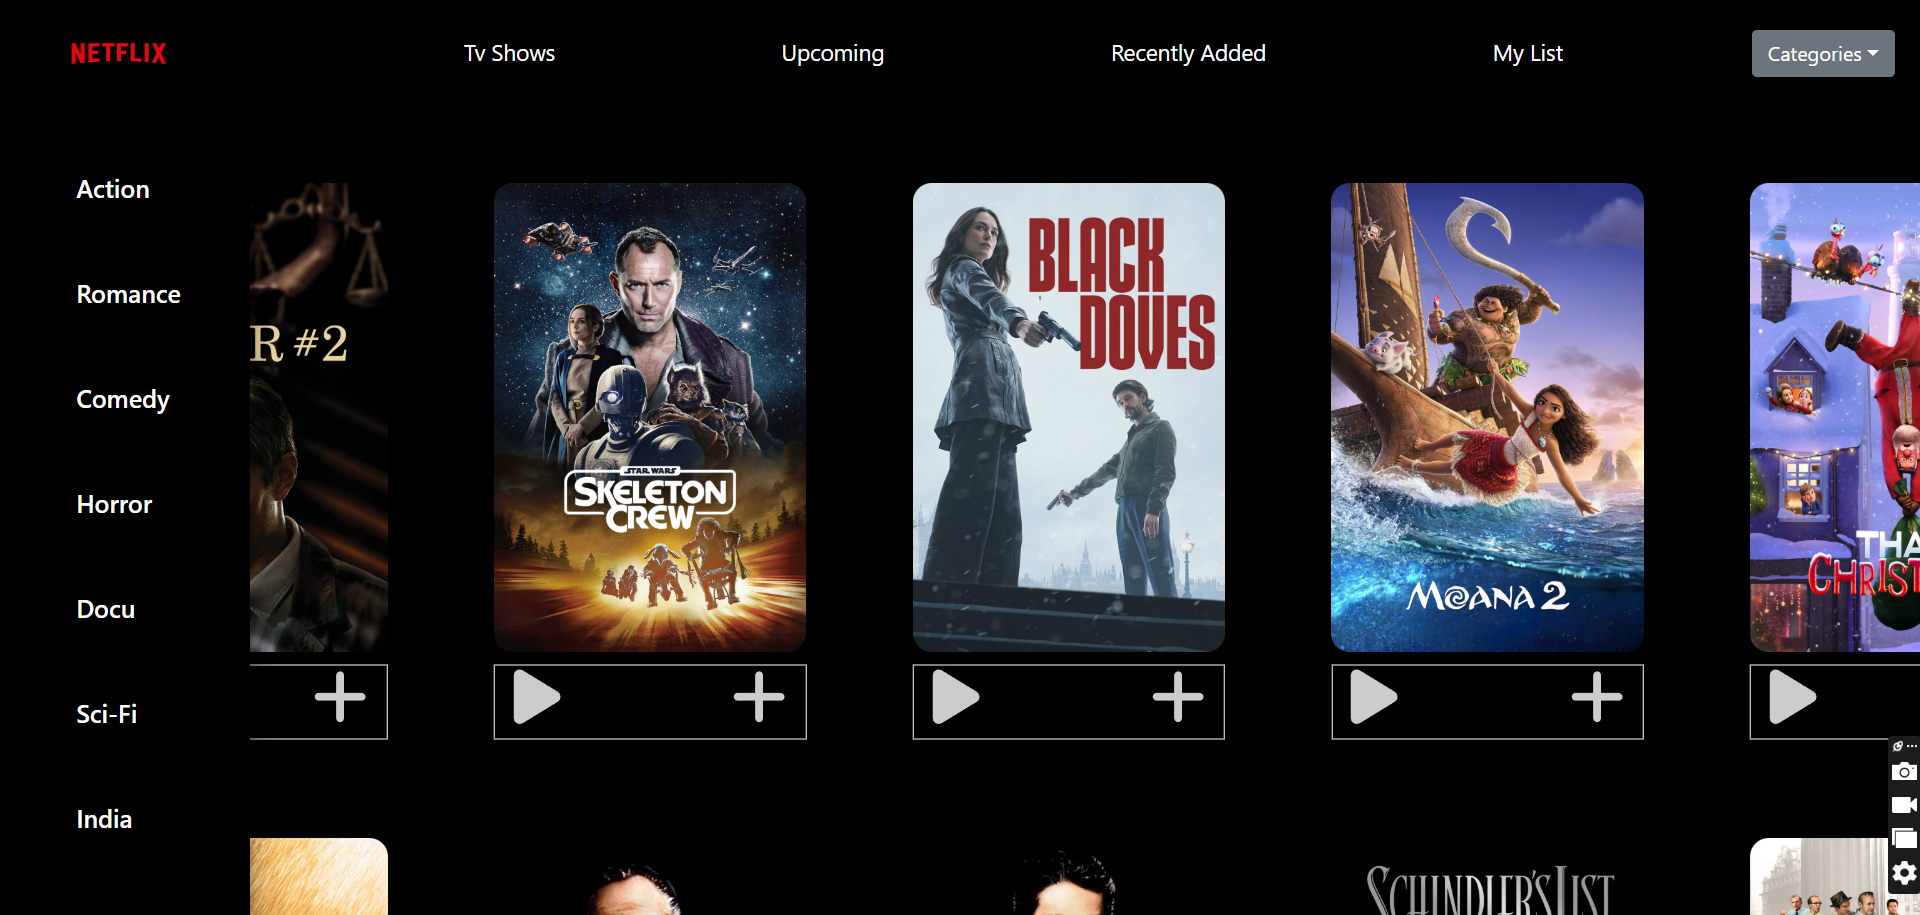 NETFLIX
Tv Shows
Upcoming
Recently Added
My List
Categories
Action
Romance
Comedy
Horror
Docu
Sci-Fi
India
R #2
STAR WARS
SKELETON
CREW
BLACK
DOVES
MOANA 2
THA
CHRIST
SCHINDLER'S LIST